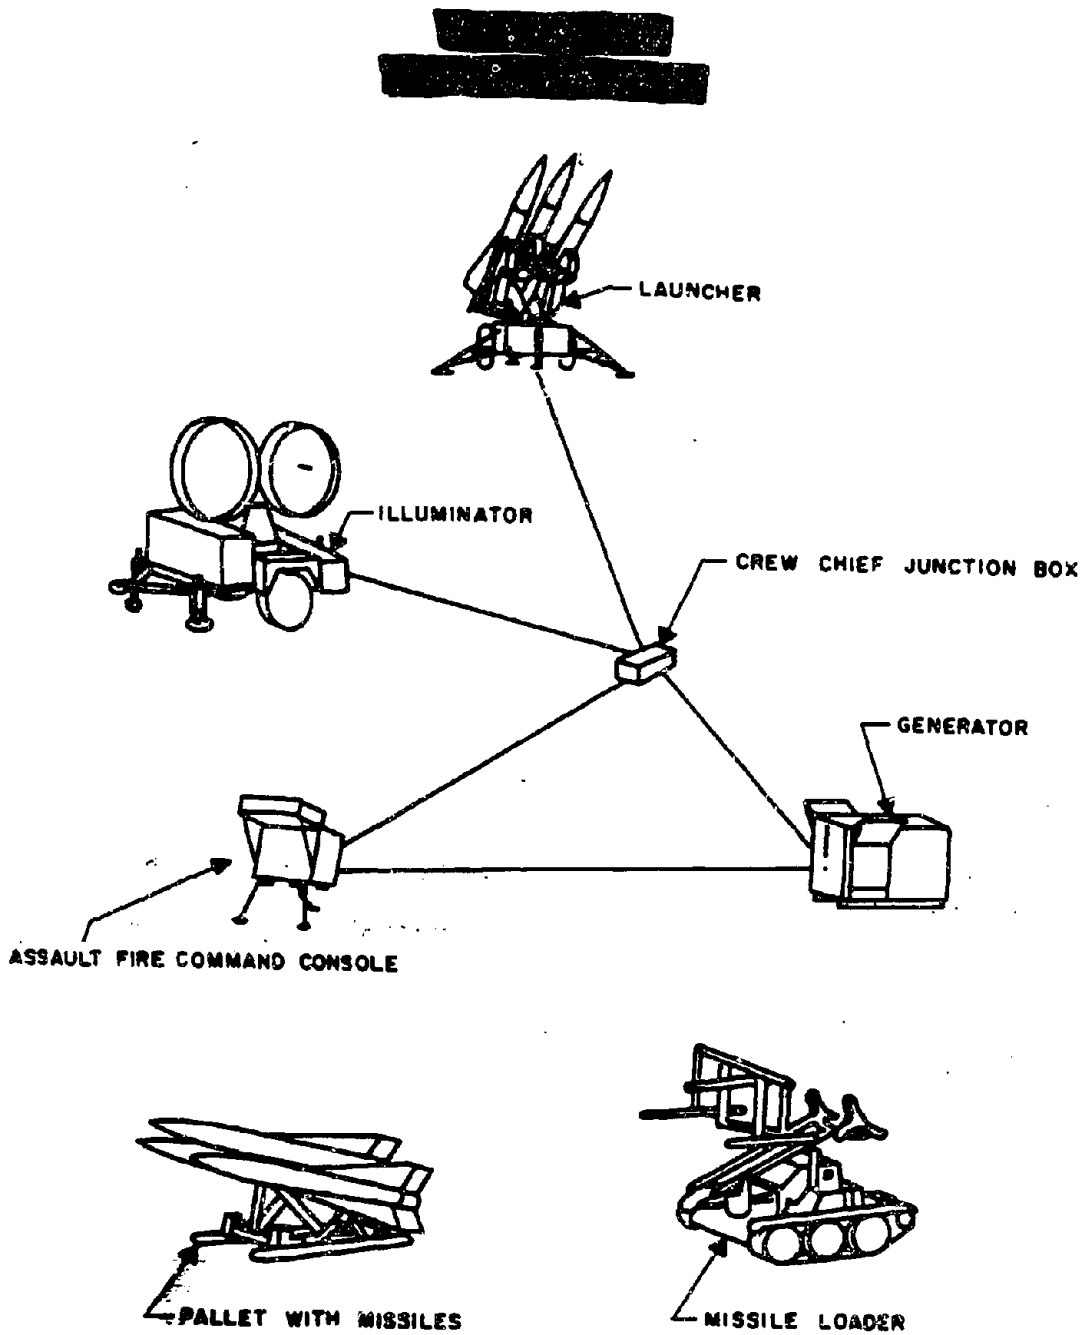 LAUNCHER
ILLUMINATOR
CREW CHIEF JUNCTION BOX
GENERATOR
ASSAULT FIRE COMMAND CONSOLE
PALLET WITH MISSILES
MISSILE LOADER